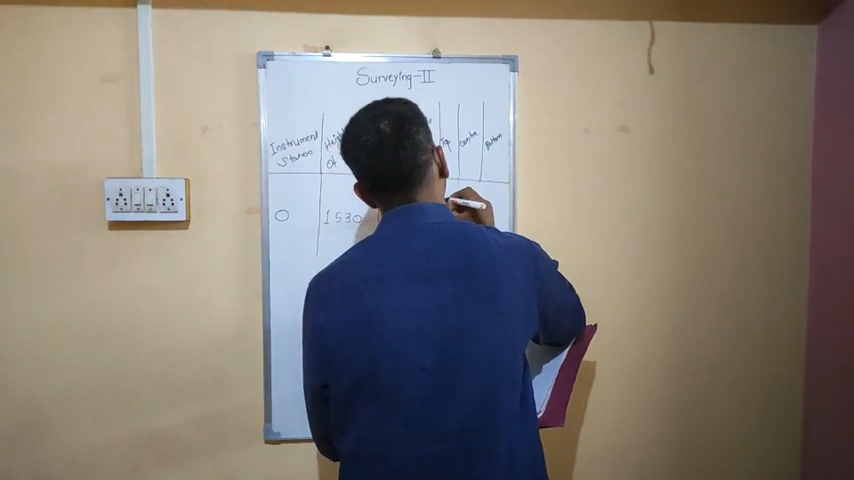 Surveying-II
Instrument Station
Height Of
Top
Centre
Bottom
O
1530